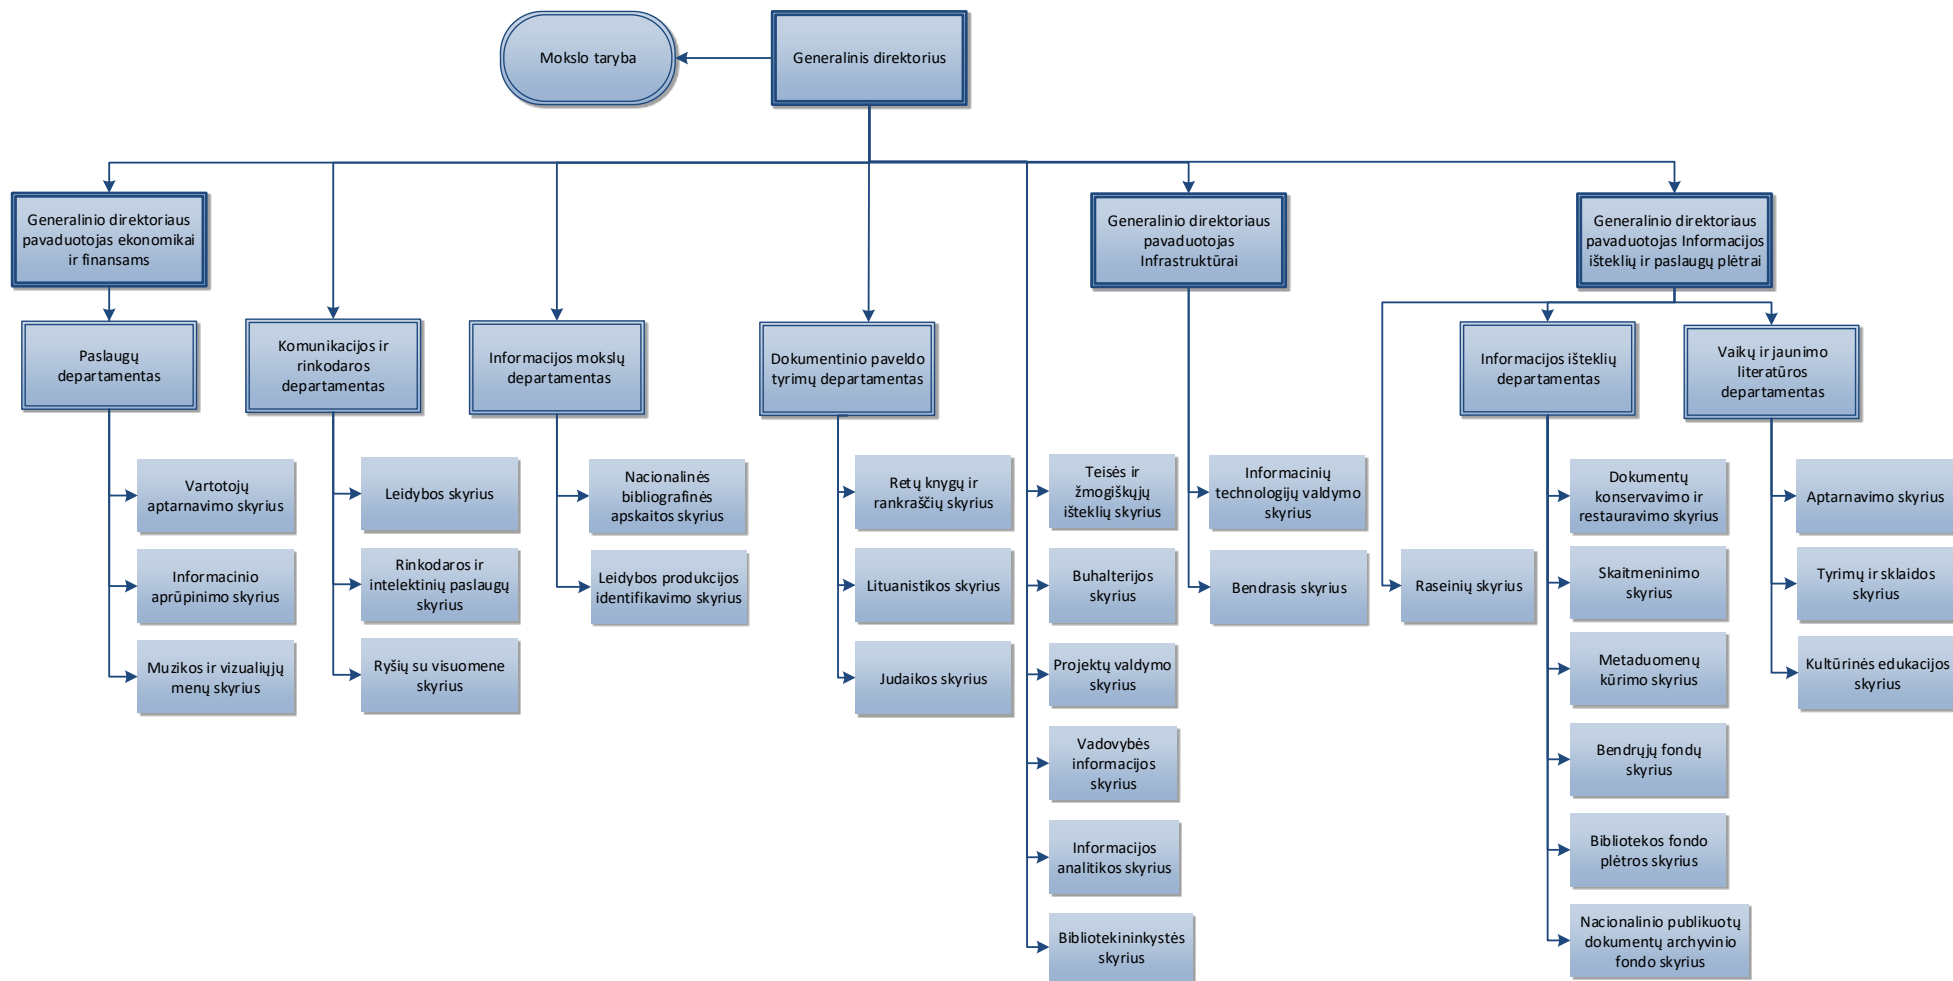 Mokslo taryba
Generalinis direktorius
Generalinio direktoriaus
pavaduotojas ekonomikai
ir finansams
Generalinio direktoriaus
pavaduotojas
Infrastruktūrai
Generalinio direktoriaus
pavaduotojas Informacijos
išteklių ir paslaugų plėtrai
Paslaugų
departamentas
Komunikacijos ir
rinkodaros
departamentas
Informacijos mokslų
departamentas
Dokumentinio paveldo
tyrimų departamentas
Informacijos išteklių
departamentas
Vaikų ir jaunimo
literatūros
departamentas
Vartotojų
aptarnavimo skyrius
Informacinio
aprūpinimo skyrius
Muzikos ir vizualiųjų
menų skyrius
Leidybos skyrius
Rinkodaros ir
intelektinių paslaugų
skyrius
Ryšių su visuomene
skyrius
Nacionalinės
bibliografinės
apskaitos skyrius
Leidybos produkcijos
identifikavimo skyrius
Retų knygų ir
rankraščių skyrius
Lituanistikos skyrius
Judaikos skyrius
Teisės ir
žmogiškųjų
išteklių skyrius
Buhalterijos
skyrius
Projektų valdymo
skyrius
Vadovybės
informacijos
skyrius
Informacijos
analitikos skyrius
Bibliotekininkystės
skyrius
Informacinių
technologijų valdymo
skyrius
Bendrasis skyrius
Raseinių skyrius
Dokumentų
konservavimo ir
restauravimo skyrius
Skaitmeninimo
skyrius
Metaduomenų
kūrimo skyrius
Bendrųjų fondų
skyrius
Bibliotekos fondo
plėtros skyrius
Nacionalinio publikuotų
dokumentų archyvinio
fondo skyrius
Aptarnavimo skyrius
Tyrimų ir sklaidos
skyrius
Kultūrinės edukacijos
skyrius